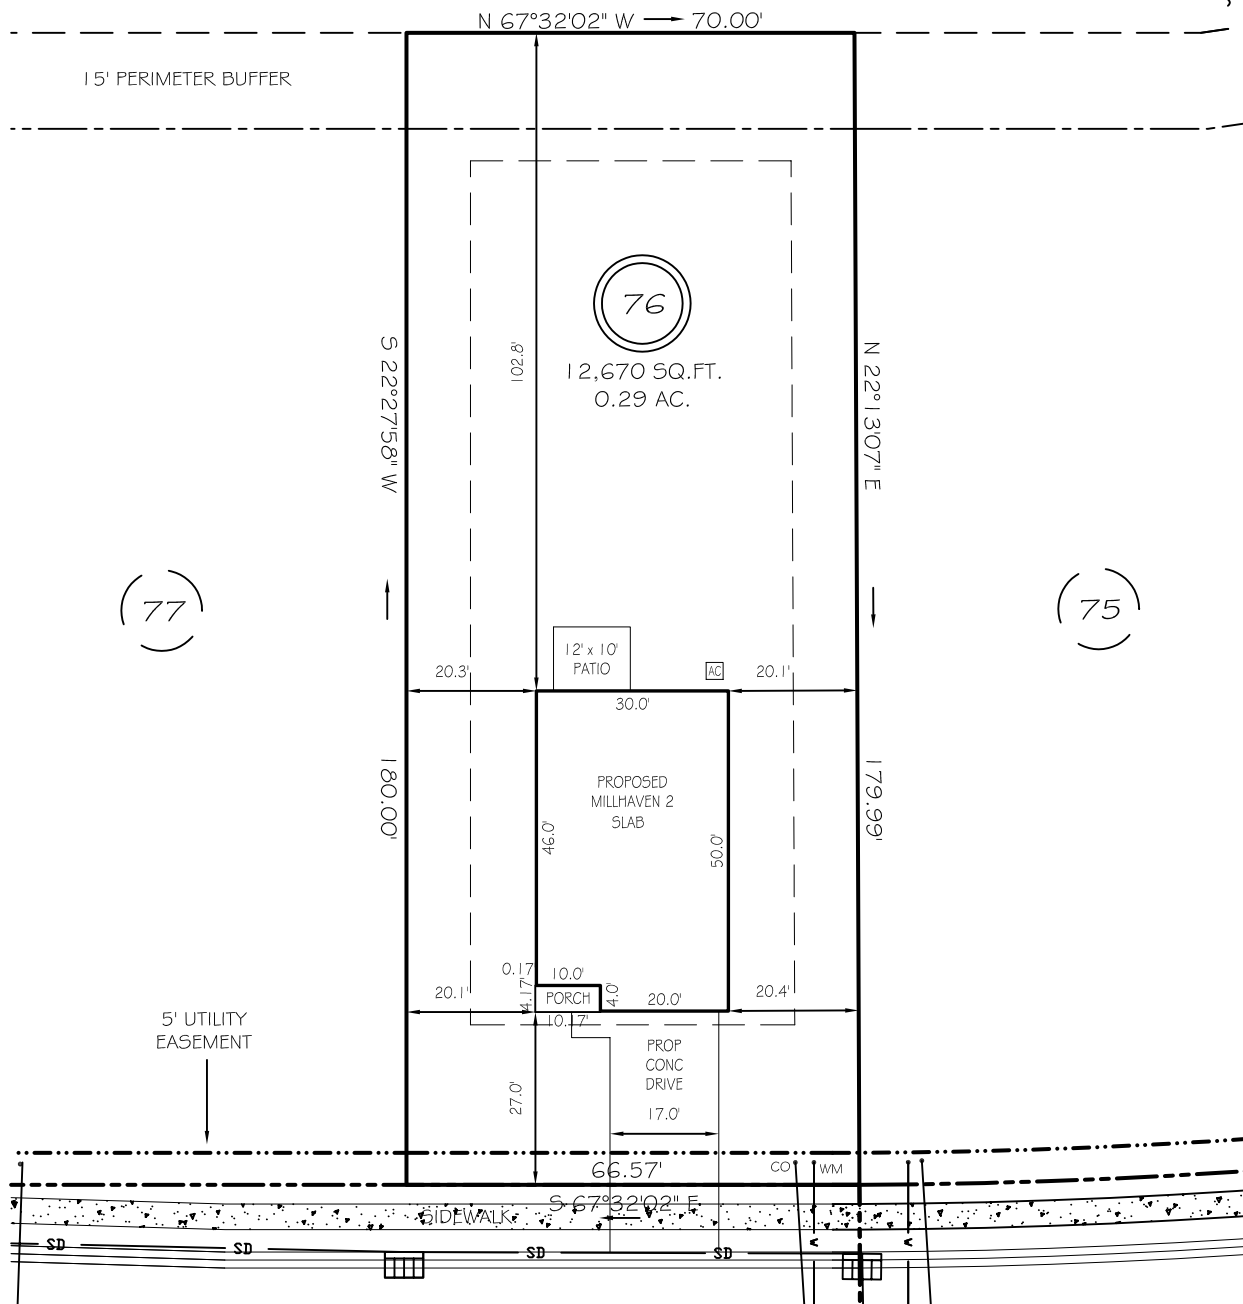 N 67°32'02" W 70.00'
15' PERIMETER BUFFER
76
12,670 SQ.FT.
0.29 AC.
102.8'
S 22°27'58" W
N 22°13'07" E
77
75
12' x 10'
PATIO
AC
20.3'
20.1'
30.0'
180.00'
179.99'
PROPOSED
MILLHAVEN 2
SLAB
46.0'
50.0'
0.17'
10.0'
4.17'
PORCH
4.0'
20.0'
20.1'
20.4'
10.17'
5' UTILITY
EASEMENT
PROP
CONC
DRIVE
27.0'
17.0'
66.57'
CO
WM
S 67°32'02" E
SIDEWALK
SD
SD
SD
SD
W
W